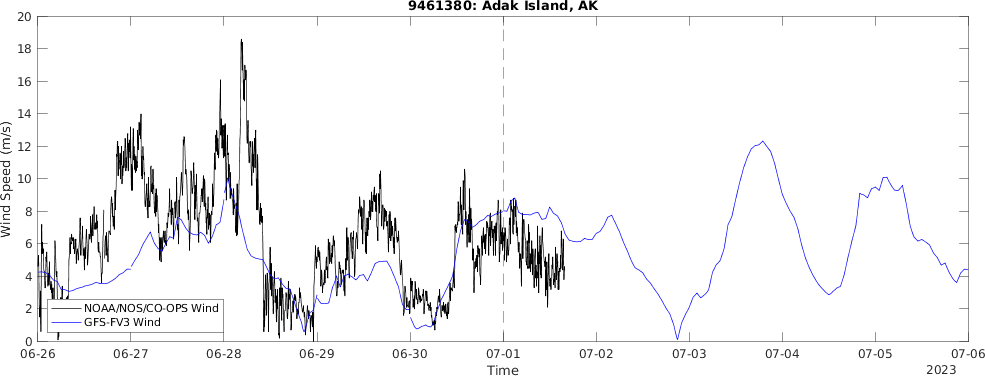 9461380: Adak Island, AK
Wind Speed (m/s)
20
18
16
14
12
10
8
6
4
2
0
NOAA/NOS/CO-OPS Wind
GFS-FV3 Wind
06-26 06-27 06-28 06-29 06-30 07-01 07-02 07-03 07-04 07-05 07-06
Time
2023